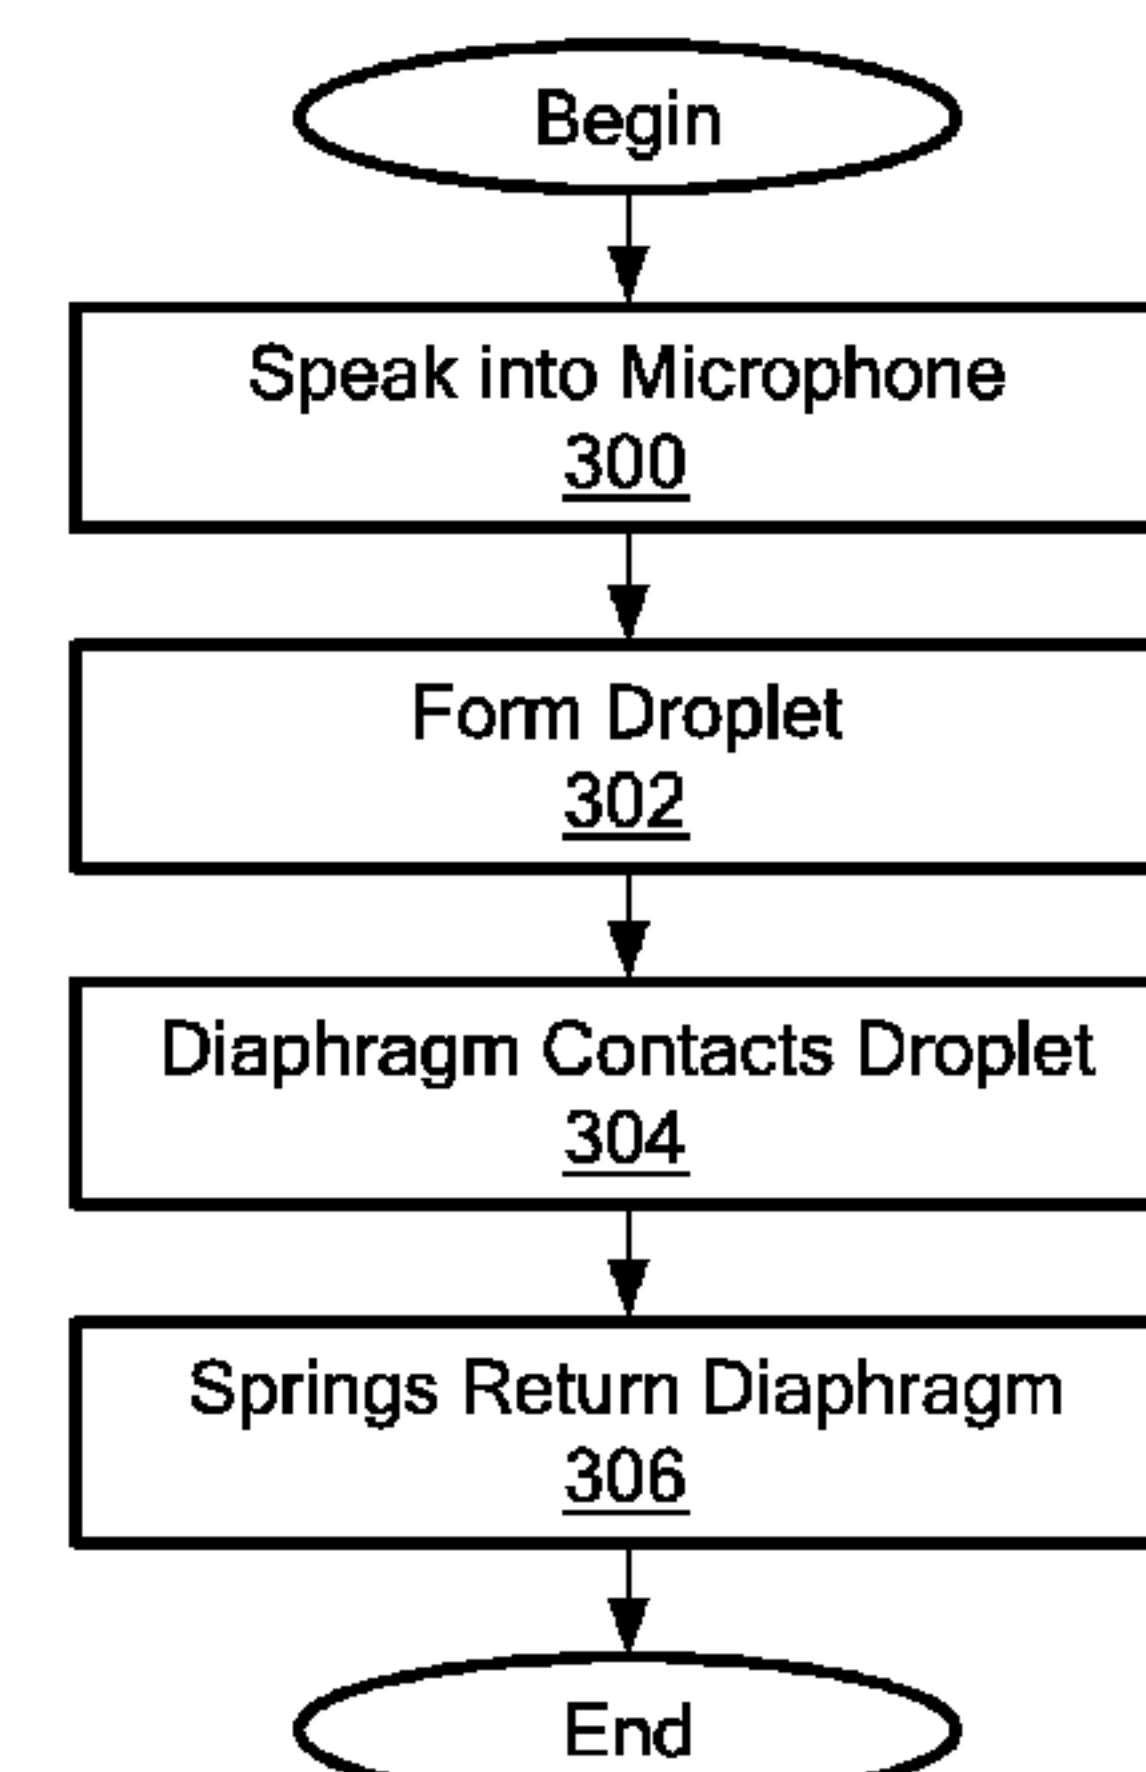 Begin
Speak into Microphone
300
Form Droplet
302
Diaphragm Contacts Droplet
304
Springs Return Diaphragm
306
End